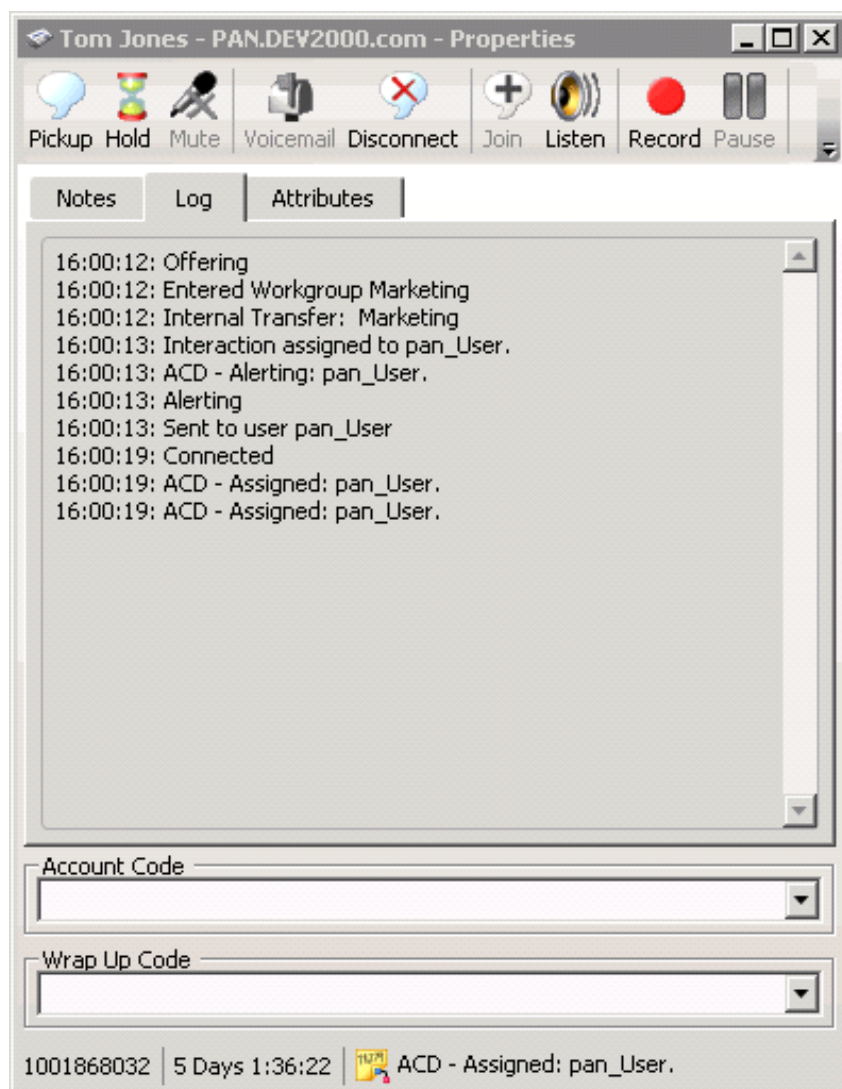 Tom Jones - PAN.DEV2000.com - Properties
Pickup Hold Mute Voicemail Disconnect Join Listen Record Pause
Notes Log Attributes
16:00:12: Offering
16:00:12: Entered Workgroup Marketing
16:00:12: Internal Transfer:  Marketing
16:00:13: Interaction assigned to pan_User.
16:00:13: ACD - Alerting: pan_User.
16:00:13: Alerting
16:00:13: Sent to user pan_User
16:00:19: Connected
16:00:19: ACD - Assigned: pan_User.
16:00:19: ACD - Assigned: pan_User.
Account Code
Wrap Up Code
1001868032 5 Days 1:36:22 ACD - Assigned: pan_User.